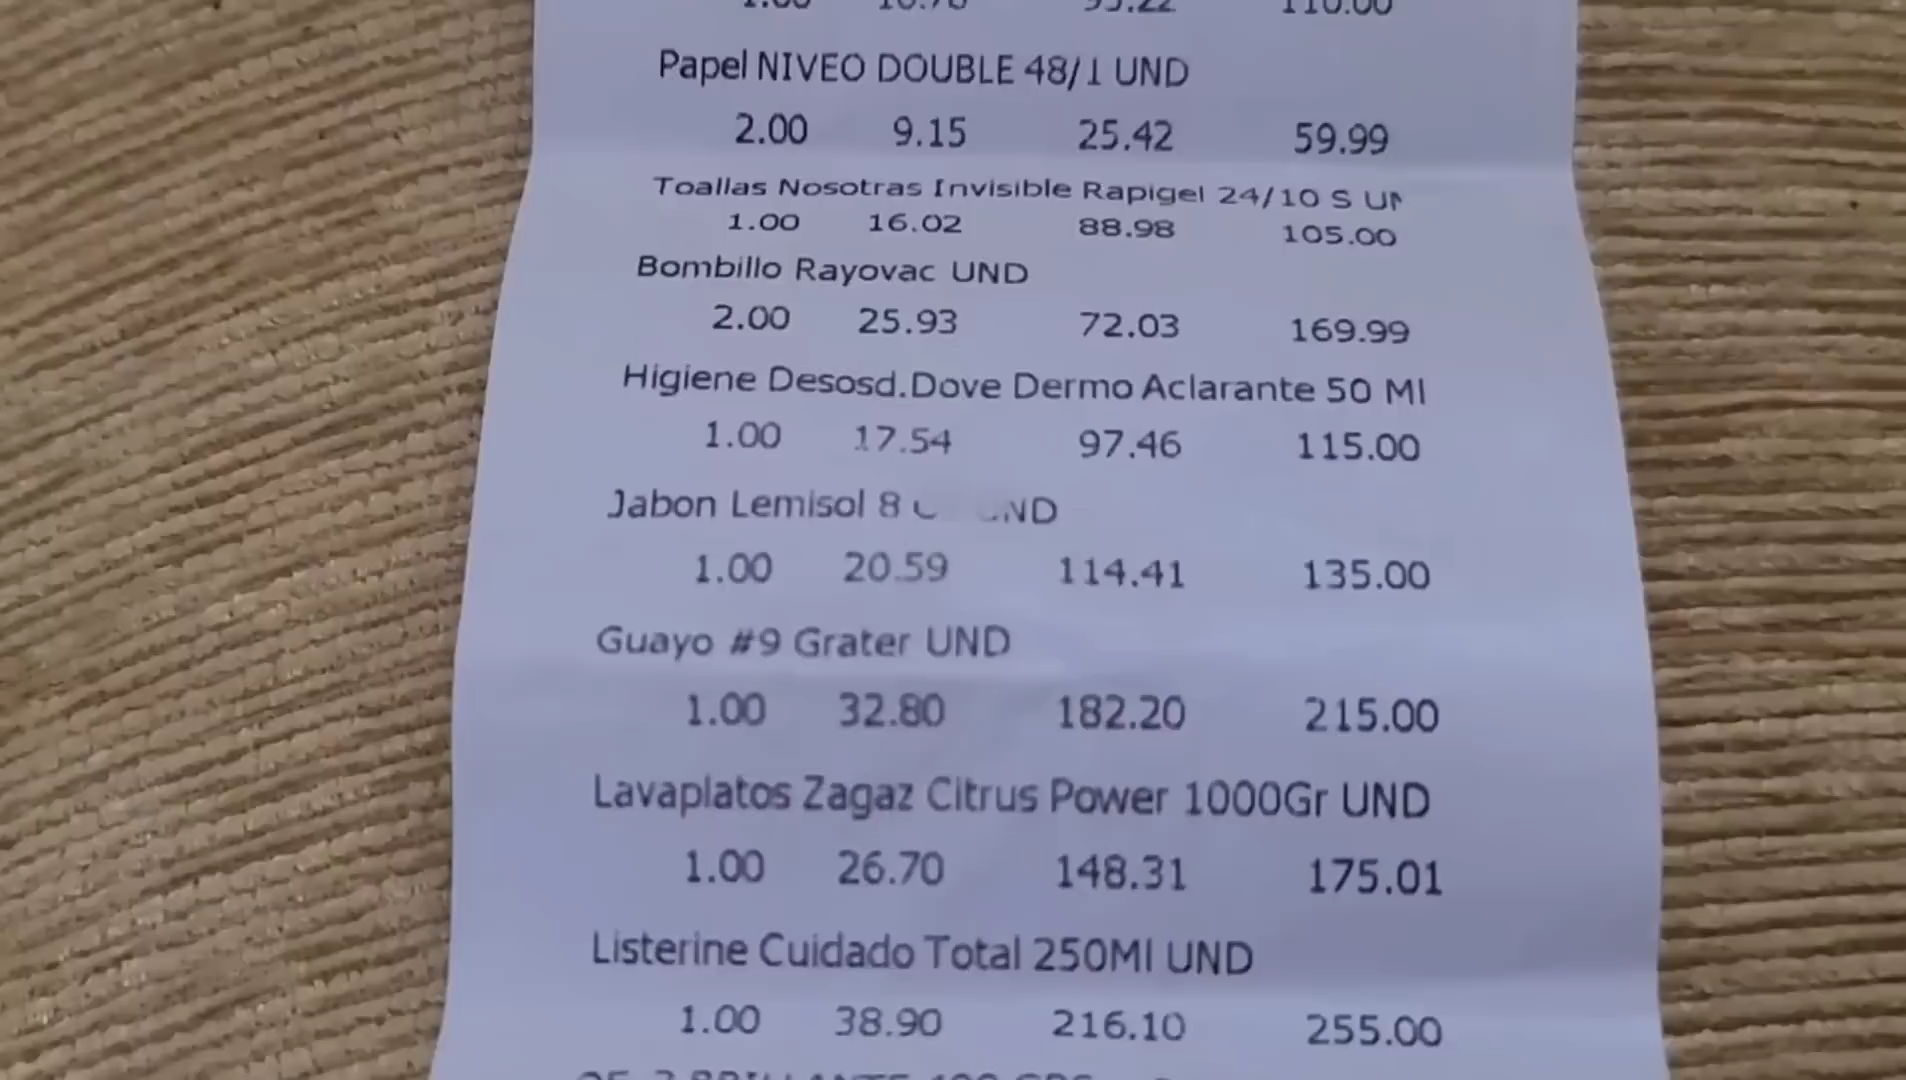 110.00
Papel NIVEO DOUBLE 48/1 UND
2.00 9.15 25.42 59.99
Toallas Nosotras Invisible Rapigel 24/10 S
1.00 16.02 88.98 105.00
Bombillo Rayovac UND
2.00 25.93 72.03 169.99
Higiene Desosd.Dove Dermo Aclarante 50 Ml
1.00 17.54 97.46 115.00
Jabon Lemisol 8
1.00 20.59 114.41 135.00
Guayo #9 Grater UND
1.00 32.80 182.20 215.00
Lavaplatos Zagaz Citrus Power 1000Gr UND
1.00 26.70 148.31 175.01
Listerine Cuidado Total 250Ml UND
1.00 38.90 216.10 255.00